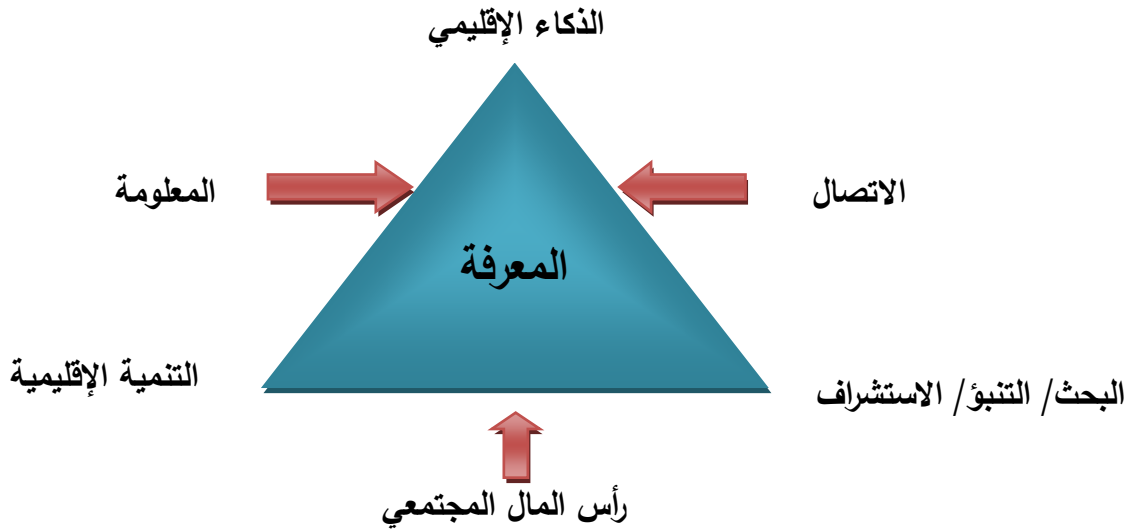 الذكاء الإقليمي
الاتصال
المعلومة
المعرفة
البحث/ التنبؤ/ الاستشراف
التنمية الإقليمية
رأس المال المجتمعي